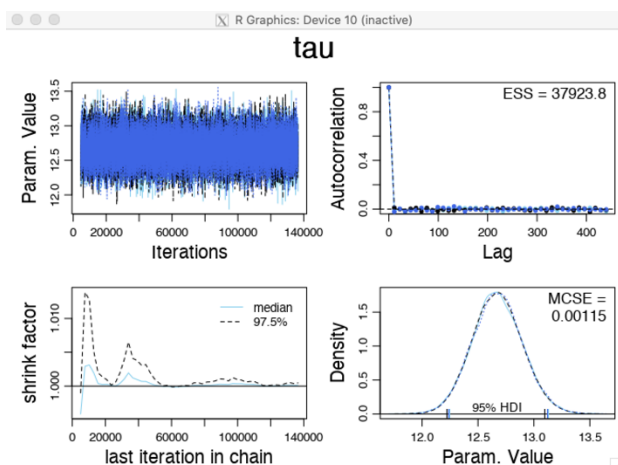 R Graphics: Device 10 (inactive)
tau
Param. Value
13.5
13.0
12.5
12.0
0 20000 60000 100000 140000
Iterations
Autocorrelation
0.8
0.4
0.0
ESS = 37923.8
0 100 200 300 400
Lag
shrink factor
1.010
1.000
median
97.5%
0 20000 60000 100000 140000
last iteration in chain
Density
1.5
1.0
0.5
0.0
MCSE =
0.00115
95% HDI
12.0 12.5 13.0 13.5
Param. Value